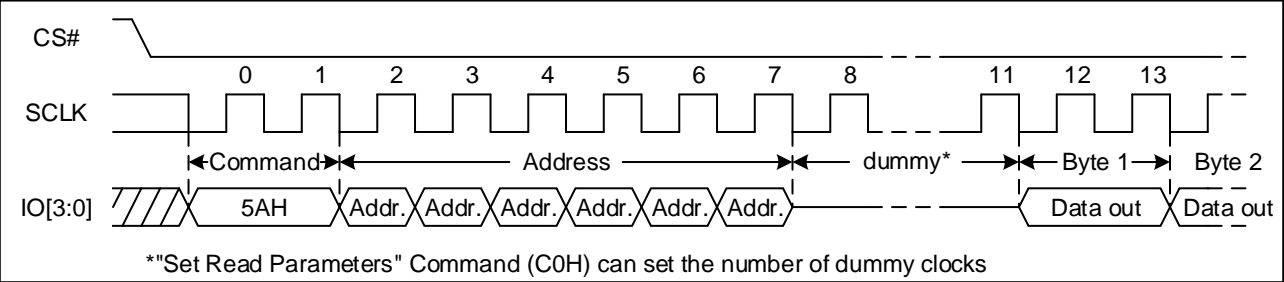 CS#
0 1 2 3 4 5 6 7 8 11 12 13
SCLK
Command Address dummy* Byte 1 Byte 2
IO[3:0] 5AH Addr. Addr. Addr. Addr. Addr. Addr. Data out Data out
*"Set Read Parameters" Command (C0H) can set the number of dummy clocks